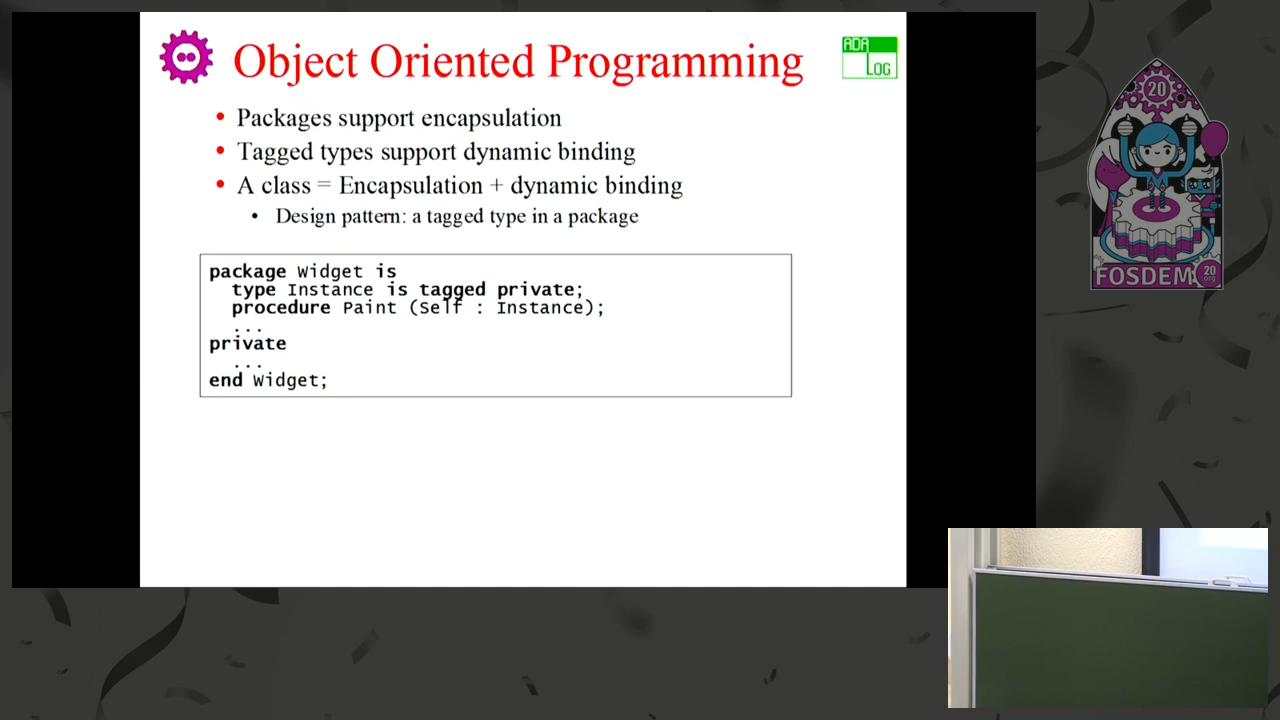 Object Oriented Programming
ADA
LOG
• Packages support encapsulation
• Tagged types support dynamic binding
• A class = Encapsulation + dynamic binding
• Design pattern: a tagged type in a package
package Widget is
type Instance is tagged private;
procedure Paint (Self : Instance);
...
private
...
end Widget;
20
FOSDEM
20
.org